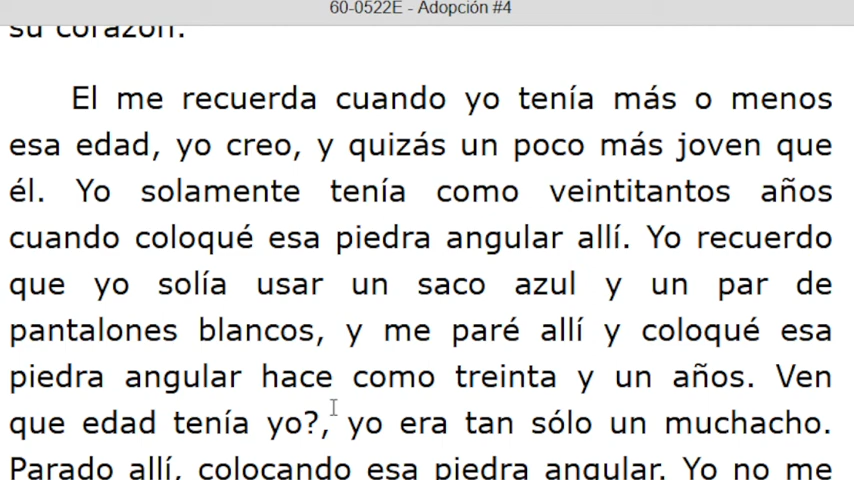 60-0522E - Adopción #4
su corazón.
El me recuerda cuando yo tenía más o menos
esa edad, yo creo, y quizás un poco más joven que
él. Yo solamente tenía como veintitantos años
cuando coloqué esa piedra angular allí. Yo recuerdo
que yo solía usar un saco azul y un par de
pantalones blancos, y me paré allí y coloqué esa
piedra angular hace como treinta y un años. Ven
que edad tenía yo?, yo era tan sólo un muchacho.
Parado allí, colocando esa piedra angular. Yo no me